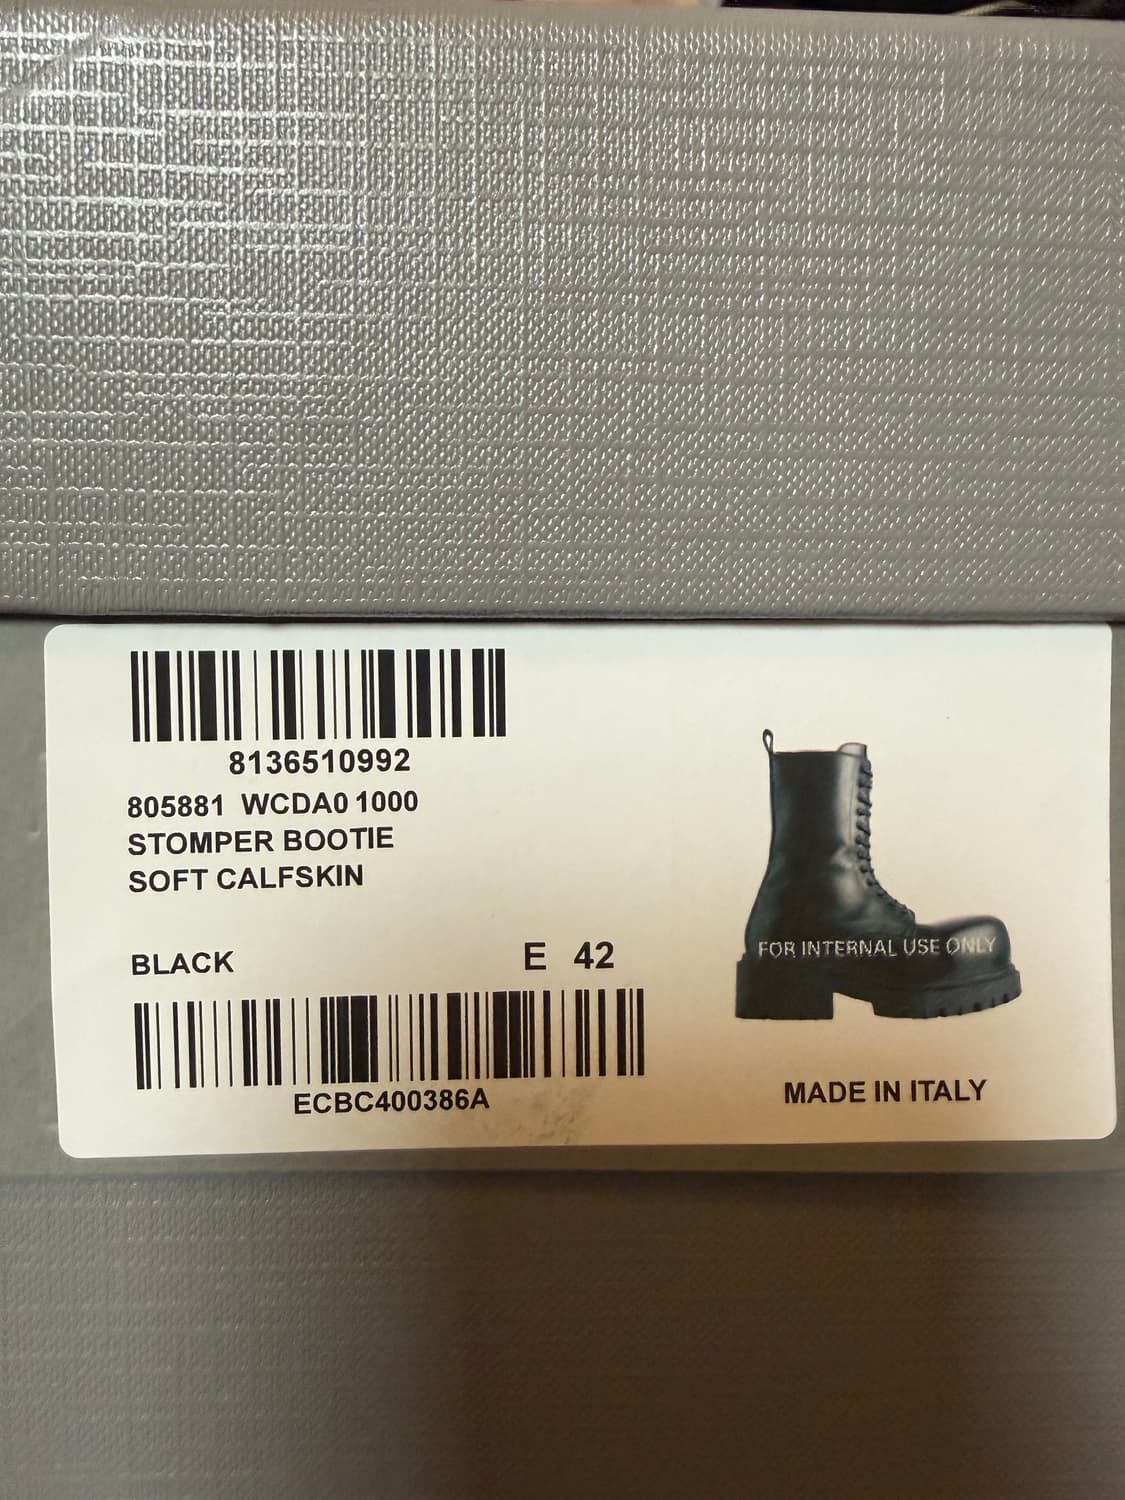 8136510992
805881 WCDA0 1000
STOMPER BOOTIE
SOFT CALFSKIN
BLACK E 42
ECBC400386A
FOR INTERNAL USE ONLY
MADE IN ITALY